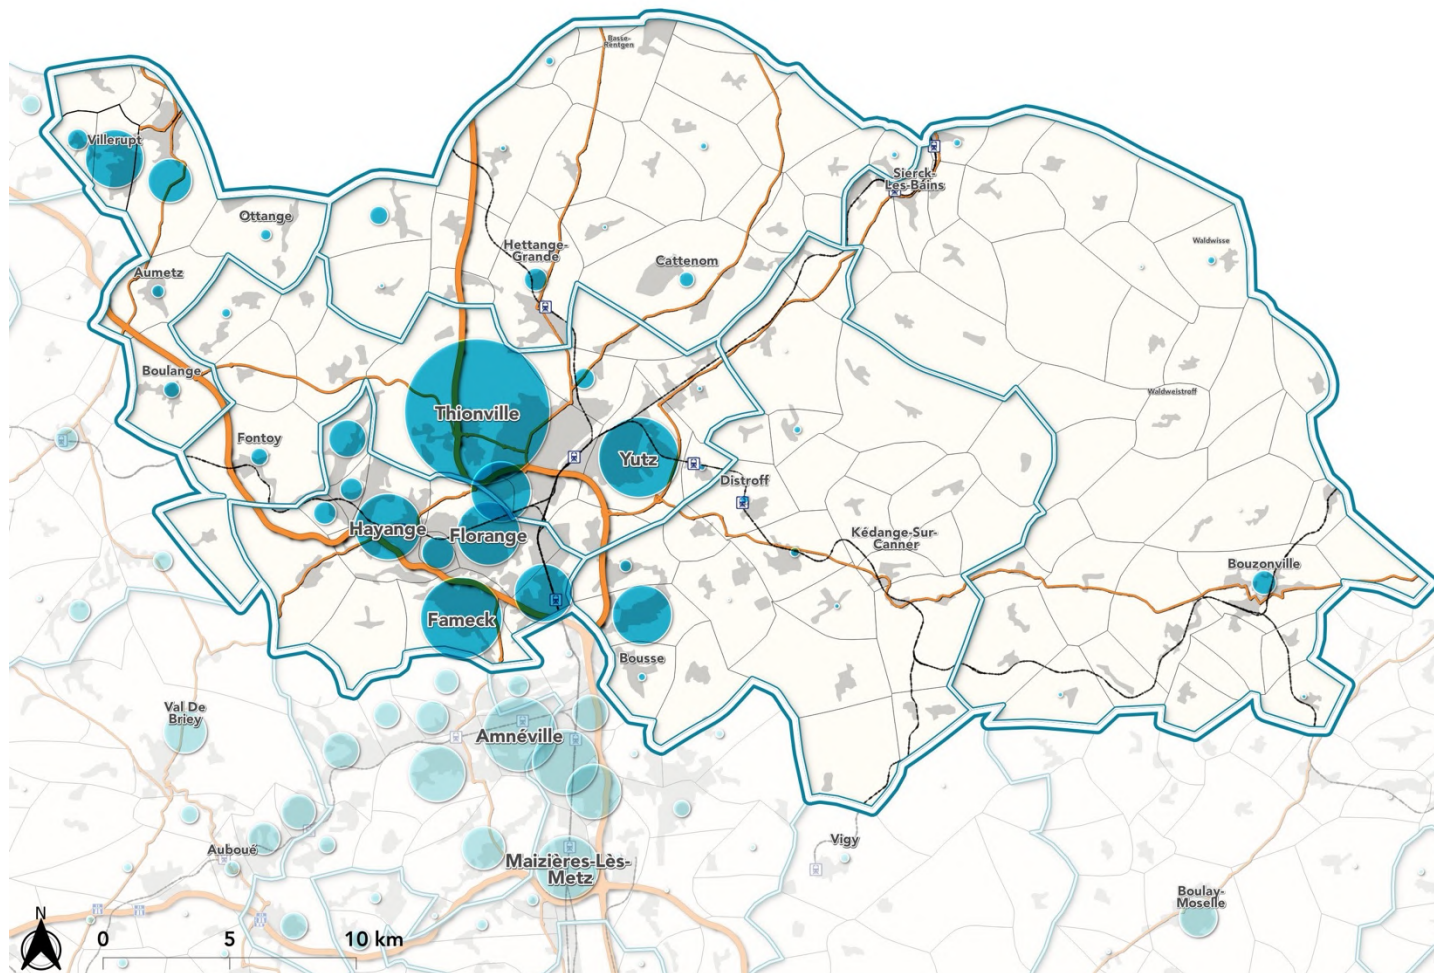 Basse-
Rentgen
Villerupt
Sierck-
Les-Bains
Ottange
Waldwisse
Hettange-
Grande
Cattenom
Aumetz
Boulange
Waldweistroff
Thionville
Fontoy
Yutz
Distroff
Hayange
Florange
Kédange-Sur-
Canner
Bouzonville
Fameck
Bousse
Val De
Briey
Amnéville
Vigy
Auboué
Maizières-Lès-
Metz
Boulay-
Moselle
N
0 5 10 km